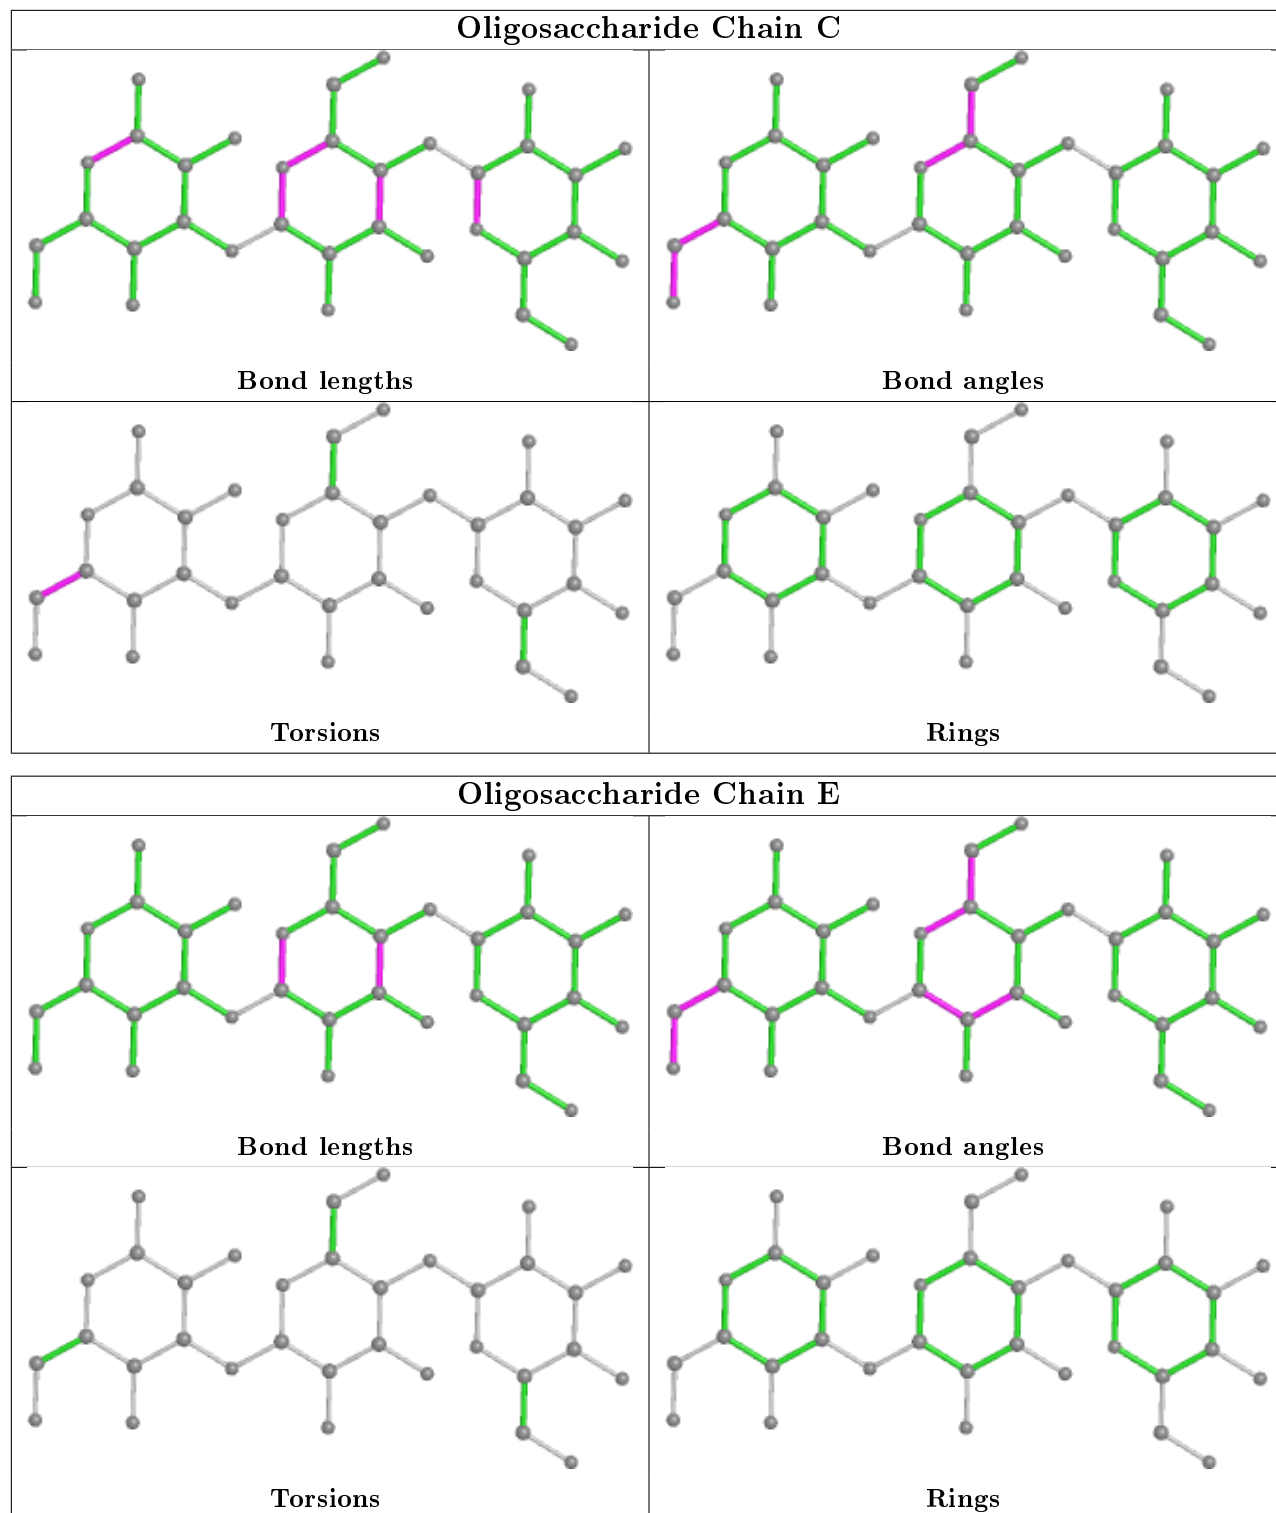 Oligosaccharide Chain C
Bond lengths
Bond angles
Torsions
Rings
Oligosaccharide Chain E
Bond lengths
Bond angles
Torsions
Rings